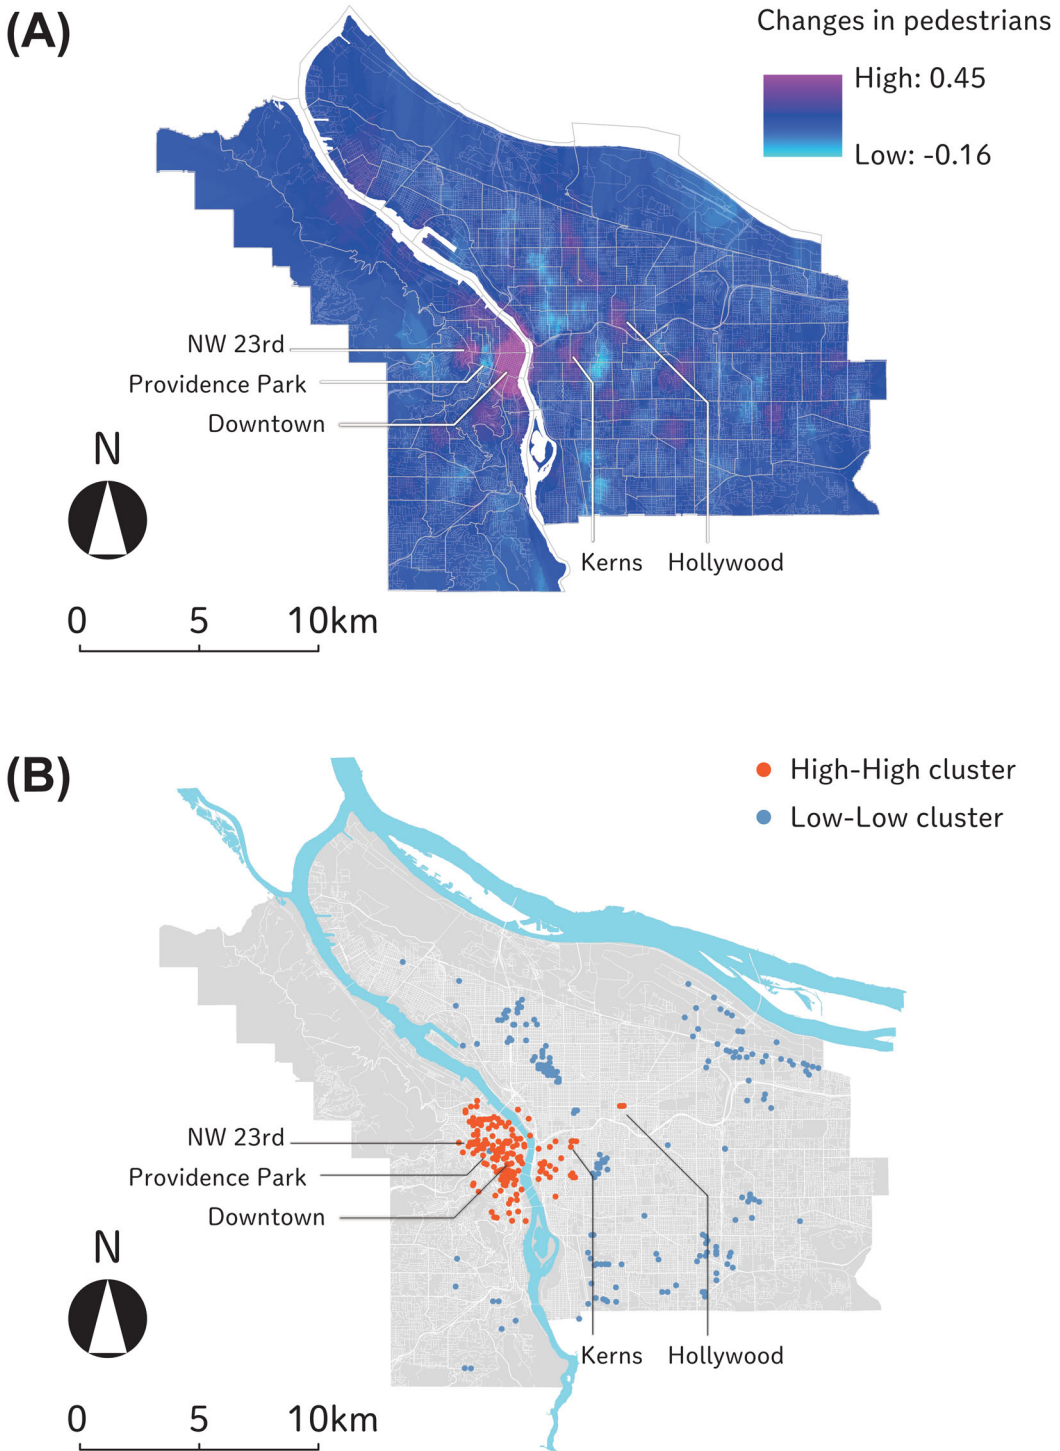 (A)
Changes in pedestrians
High: 0.45
Low: -0.16
NW 23rd
Providence Park
Downtown
N
Kerns
Hollywood
0 5 10km
(B)
High-High cluster
Low-Low cluster
NW 23rd
Providence Park
Downtown
N
Kerns
Hollywood
0 5 10km